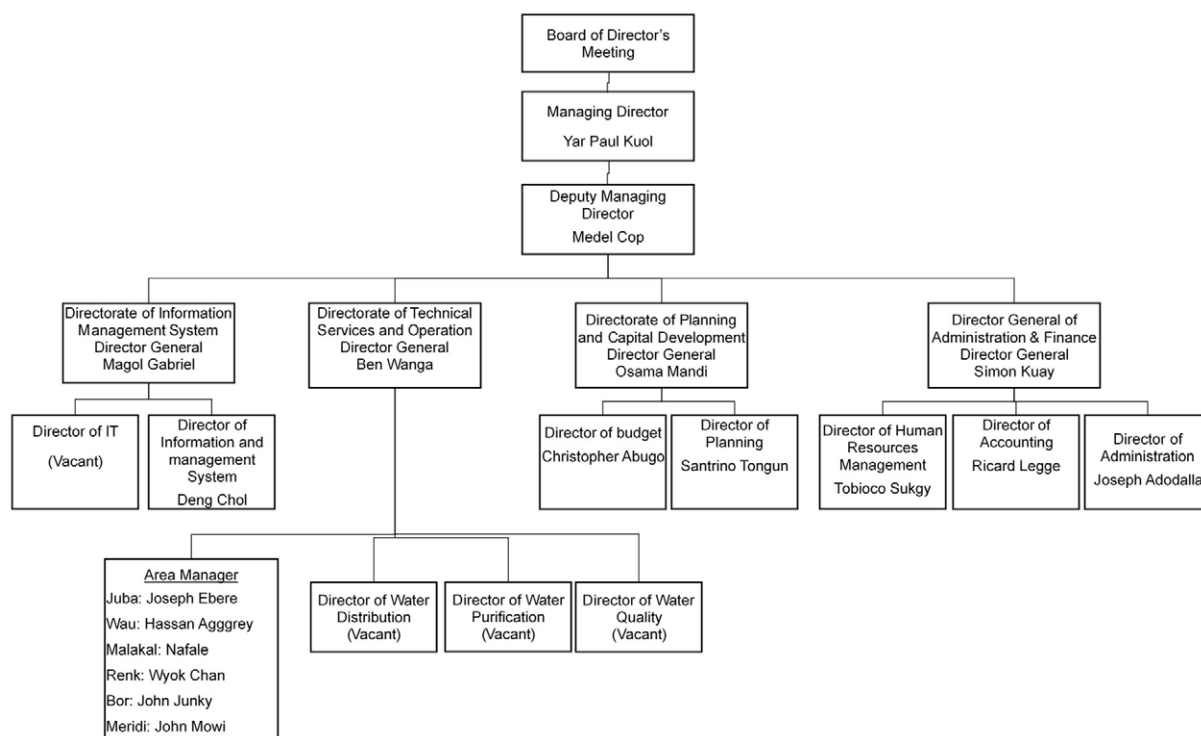 Board of Director's
Meeting
Managing Director
Yar Paul Kuol
Deputy Managing
Director
Medel Cop
Directorate of Information
Management System
Director General
Magol Gabriel
Directorate of Technical
Services and Operation
Director General
Ben Wanga
Directorate of Planning
and Capital Development
Director General
Osama Mandi
Director General of
Administration & Finance
Director General
Simon Kuay
Director of IT
(Vacant)
Director of
Information and
management
System
Deng Chol
Director of budget
Christopher Abugo
Director of
Planning
Santrino Tongun
Director of Human
Resources
Management
Tobioco Sukgy
Director of
Accounting
Ricard Legge
Director of
Administration
Joseph Adodalla
Area Manager
Juba: Joseph Ebere
Wau: Hassan Agggrey
Malakal: Nafale
Renk: Wyok Chan
Bor: John Junky
Meridi: John Mowi
Director of Water
Distribution
(Vacant)
Director of Water
Purification
(Vacant)
Director of Water
Quality
(Vacant)